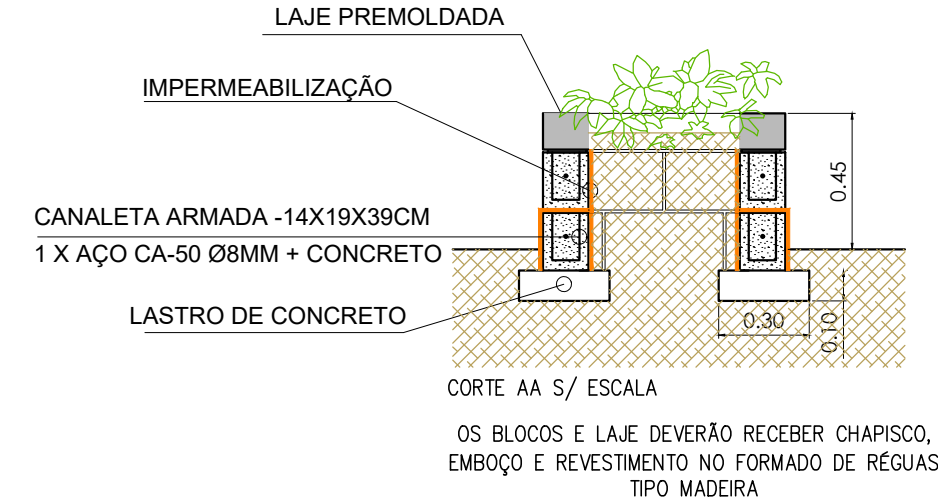 LAJE PREMOLDADA
IMPERMEABILIZAÇÃO
0.45
CANALETA ARMADA -14X19X39CM
1 X AÇO CA-50 Ø8MM + CONCRETO
LASTRO DE CONCRETO
0.30
0.10
CORTE AA S/ ESCALA
OS BLOCOS E LAJE DEVERÃO RECEBER CHAPISCO,
EMBOÇO E REVESTIMENTO NO FORMADO DE RÉGUAS
TIPO MADEIRA